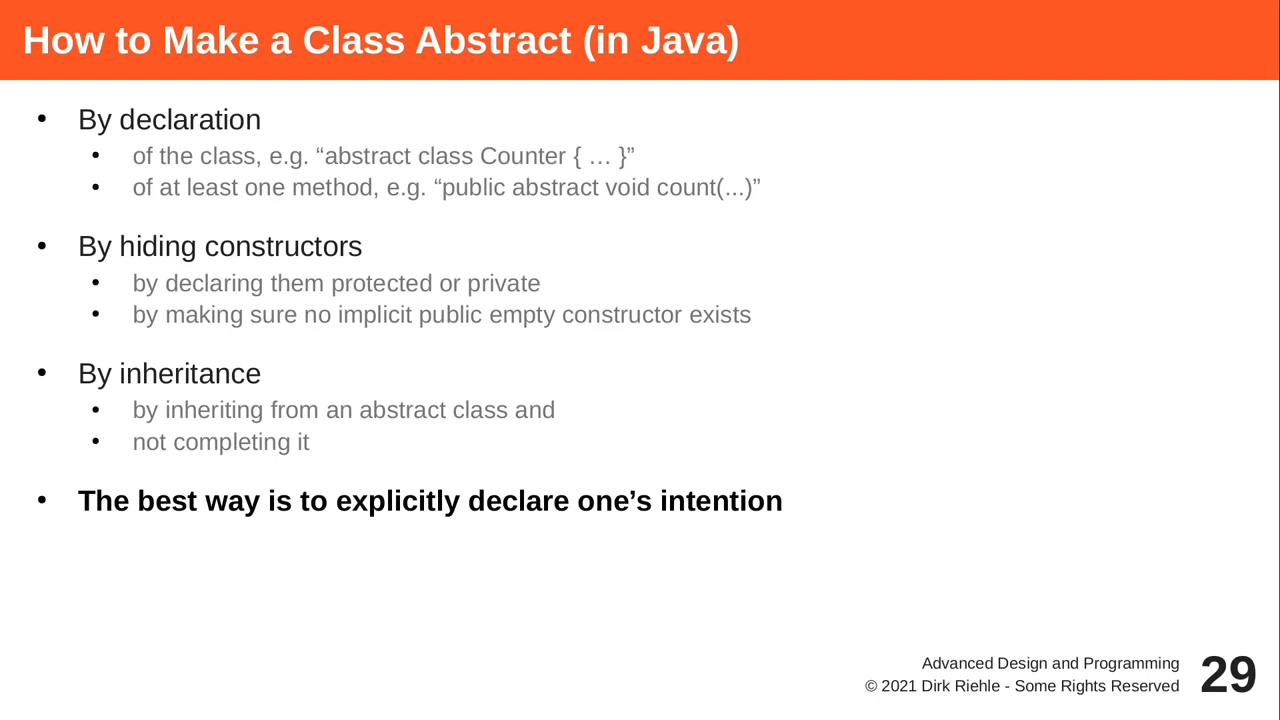 How to Make a Class Abstract (in Java)
• By declaration
• of the class, e.g. “abstract class Counter { … }”
• of at least one method, e.g. “public abstract void count(...)”
• By hiding constructors
• by declaring them protected or private
• by making sure no implicit public empty constructor exists
• By inheritance
• by inheriting from an abstract class and
• not completing it
• The best way is to explicitly declare one’s intention
Advanced Design and Programming
© 2021 Dirk Riehle - Some Rights Reserved
29